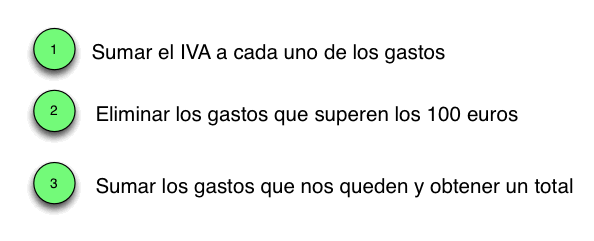 1 Sumar el IVA a cada uno de los gastos
2 Eliminar los gastos que superen los 100 euros
3 Sumar los gastos que nos queden y obtener un total